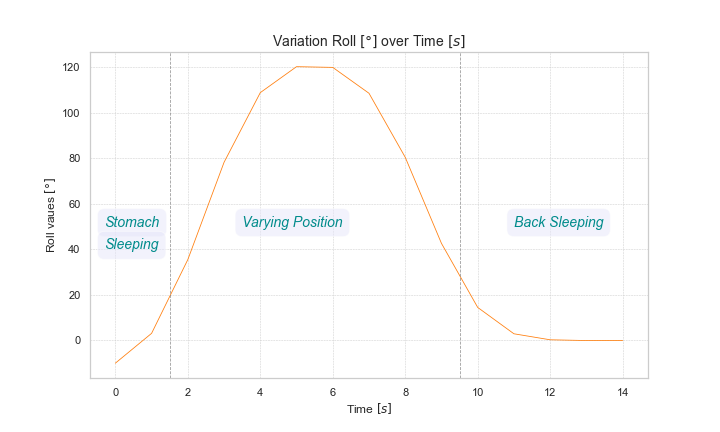 Variation Roll [°] over Time [s]
Roll vaues [°]
120
100
80
60
40
20
0
Stomach
Sleeping
Varying Position
Back Sleeping
0 2 4 6 8 10 12 14
Time [s]